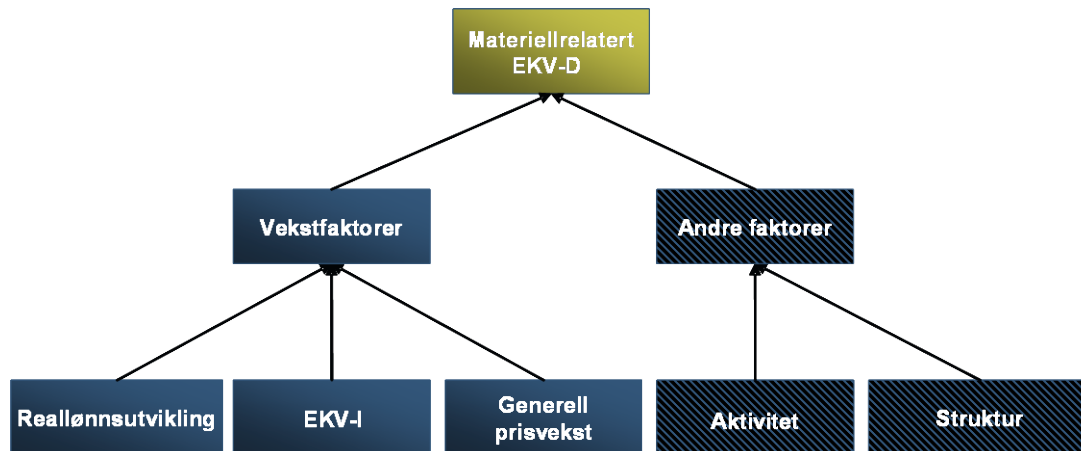 Materiellrelatert
EKV-D
Vekstfaktorer
Andre faktorer
Reallønnsutvikling
EKV-I
Generell
prisvekst
Aktivitet
Struktur